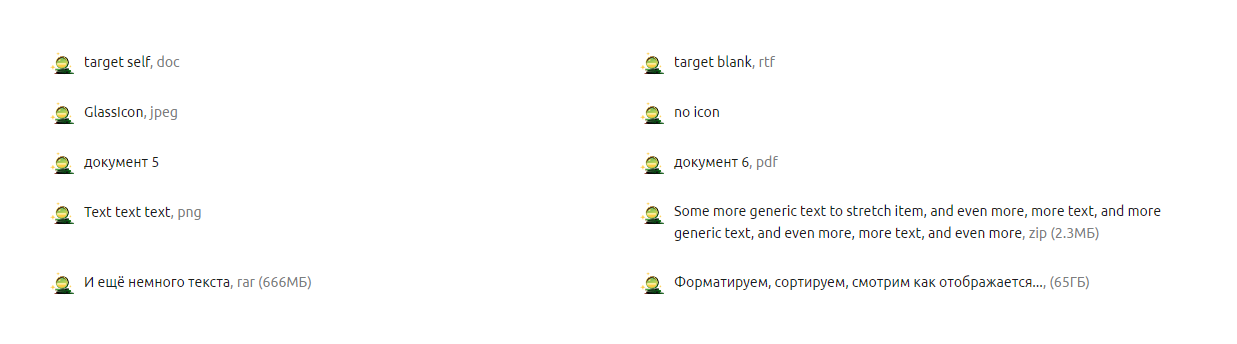 target self, doc
target blank, rtf
GlassIcon, jpeg
no icon
документ 5
документ 6, pdf
Text text text, png
Some more generic text to stretch item, and even more, more text, and more
generic text, and even more, more text, and even more, zip (2.3МБ)
И ещё немного текста, rar (666МБ)
Форматируем, сортируем, смотрим как отображается..., (65ГБ)